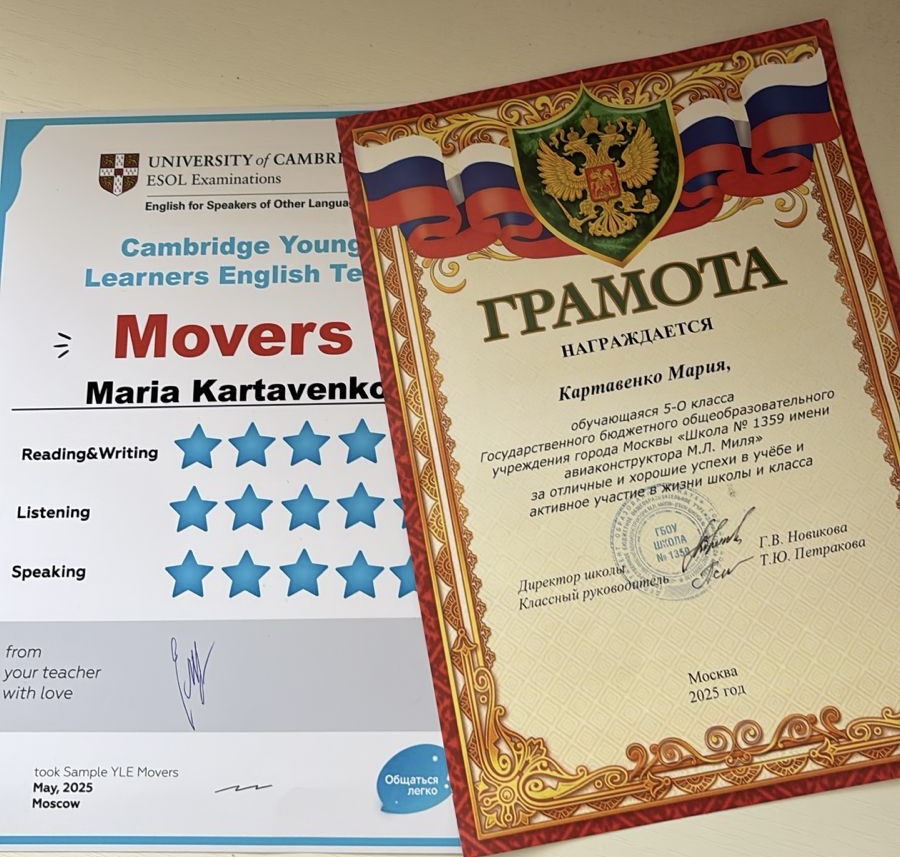 UNIVERSITY of CAMBRI
ESOL Examinations
English for Speakers of Other Langua
Cambridge Young
Learners English Te
Movers
Maria Kartavenko
Reading&Writing
Listening
Speaking
from
your teacher
with love
took Sample YLE Movers
May, 2025
Moscow
Общаться
легко
ГРАМОТА
НАГРАЖДАЕТСЯ
Картавенко Мария,
обучающаяся 5-О класса
Государственного бюджетного общеобразовательного
учреждения города Москвы «Школа № 1359 имени
авиаконструктора М.Л. Миля»
за отличные и хорошие успехи в учёбе и
активное участие в жизни школы и класса
ГБОУ
ШКОЛА
№ 1359
Директор школы Г.В. Новикова
Классный руководитель Т.Ю. Петракова
Москва
2025 год